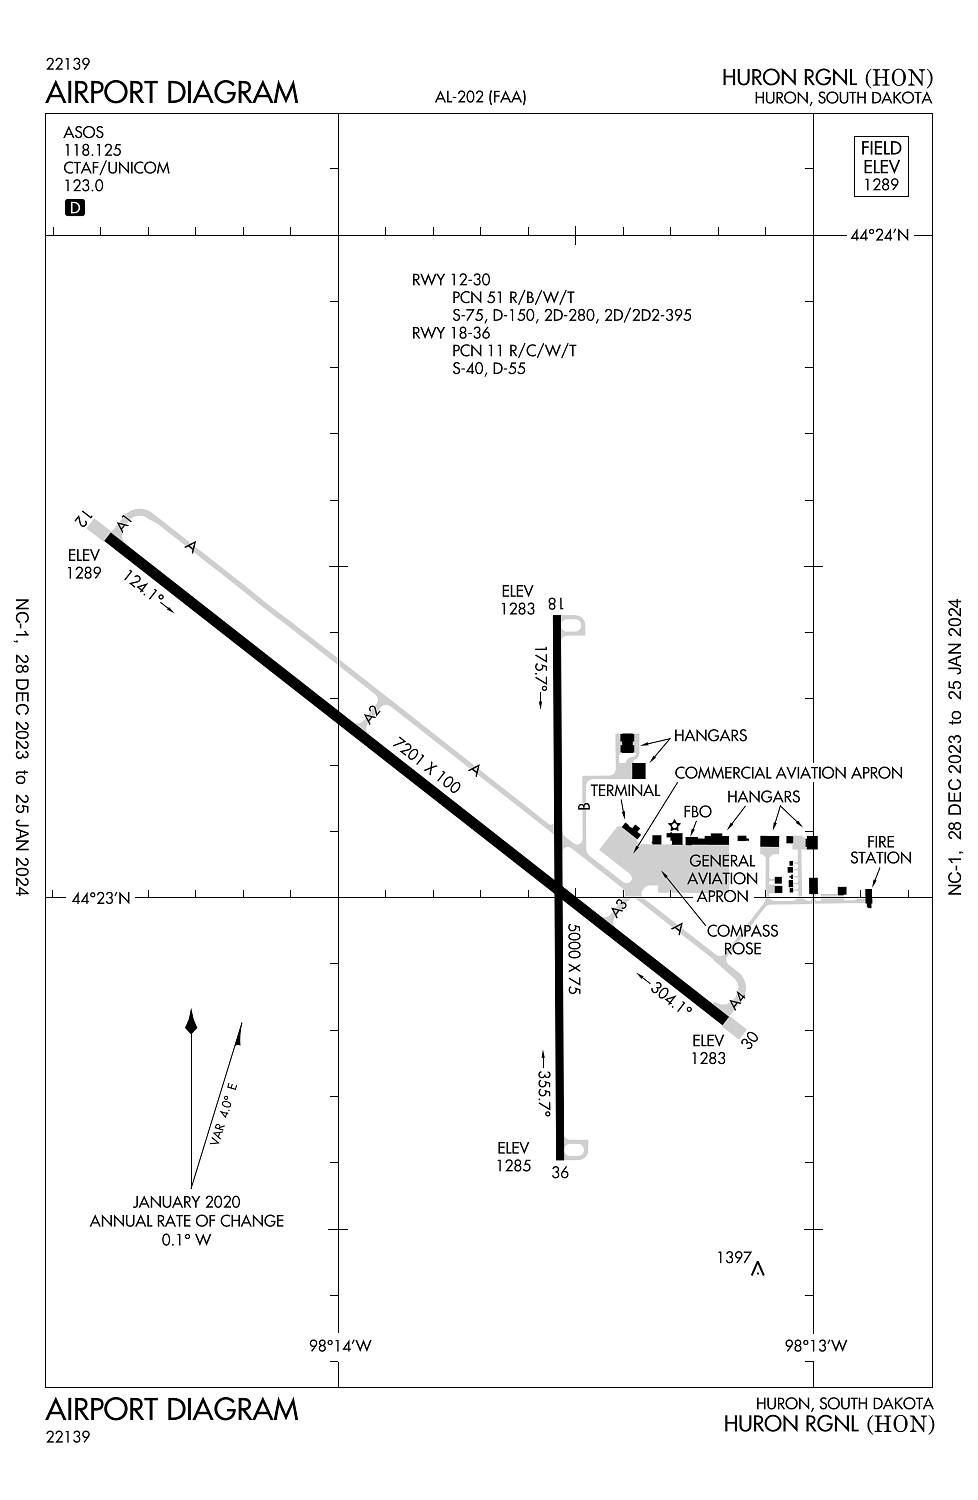 22139
AIRPORT DIAGRAM
AL-202 (FAA)
HURON RGNL (HON)
HURON, SOUTH DAKOTA
ASOS
118.125
CTAF/UNICOM
123.0
D
FIELD
ELEV
1289
44°24'N
RWY 12-30
PCN 51 R/B/W/T
S-75, D-150, 2D-280, 2D/2D2-395
RWY 18-36
PCN 11 R/C/W/T
S-40, D-55
12
A1
A
ELEV
1289
124.1°
ELEV
1283
18
175.7°
A2
7201 X 100
A
HANGARS
COMMERCIAL AVIATION APRON
TERMINAL
B
FBO
HANGARS
FIRE
STATION
GENERAL
AVIATION
APRON
44°23'N
A3
A
COMPASS
ROSE
5000 X 75
304.1°
A4
30
ELEV
1283
355.7°
ELEV
1285
36
VAR 4.0° E
JANUARY 2020
ANNUAL RATE OF CHANGE
0.1° W
1397
98°14'W
98°13'W
NC-1, 28 DEC 2023 to 25 JAN 2024
NC-1, 28 DEC 2023 to 25 JAN 2024
AIRPORT DIAGRAM
22139
HURON, SOUTH DAKOTA
HURON RGNL (HON)